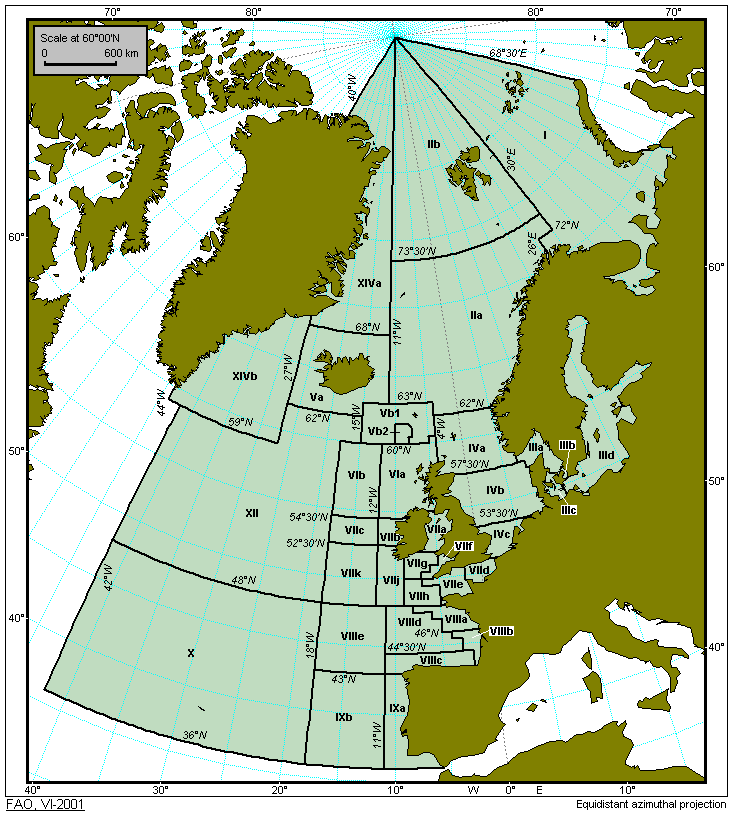 70° 80° 70°
Scale at 60°00'N
0 600 km
68°30'E
40°W
IIb
I
30°E
72°N
26°E
60°
73°30'N
60°
XIVa
IIa
68°N
11°W
27°W
XIVb
Va
63°N
44°W
15°W
Vb1
62°N
59°N
62°N
Vb2
4°W
60°N
IVa
IIIa
IIIb
IIId
50°
57°30'N
VIb
VIa
50°
12°W
IVb
XII
54°30'N
53°30'N
IIIc
VIIc
VIIb
VIIa
IVc
52°30'N
VIIf
VIIg
VIIk
VIIj
VIId
42°W
48°N
VIIe
VIIh
40°
VIIId
VIIIa
VIIIe
46°N
VIIIb
18°W
44°30'N
40°
X
VIIIc
43°N
IXb
IXa
11°W
36°N
40° 30° 20° 10° W 0° E 10°
FAO, VI-2001
Equidistant azimuthal projection